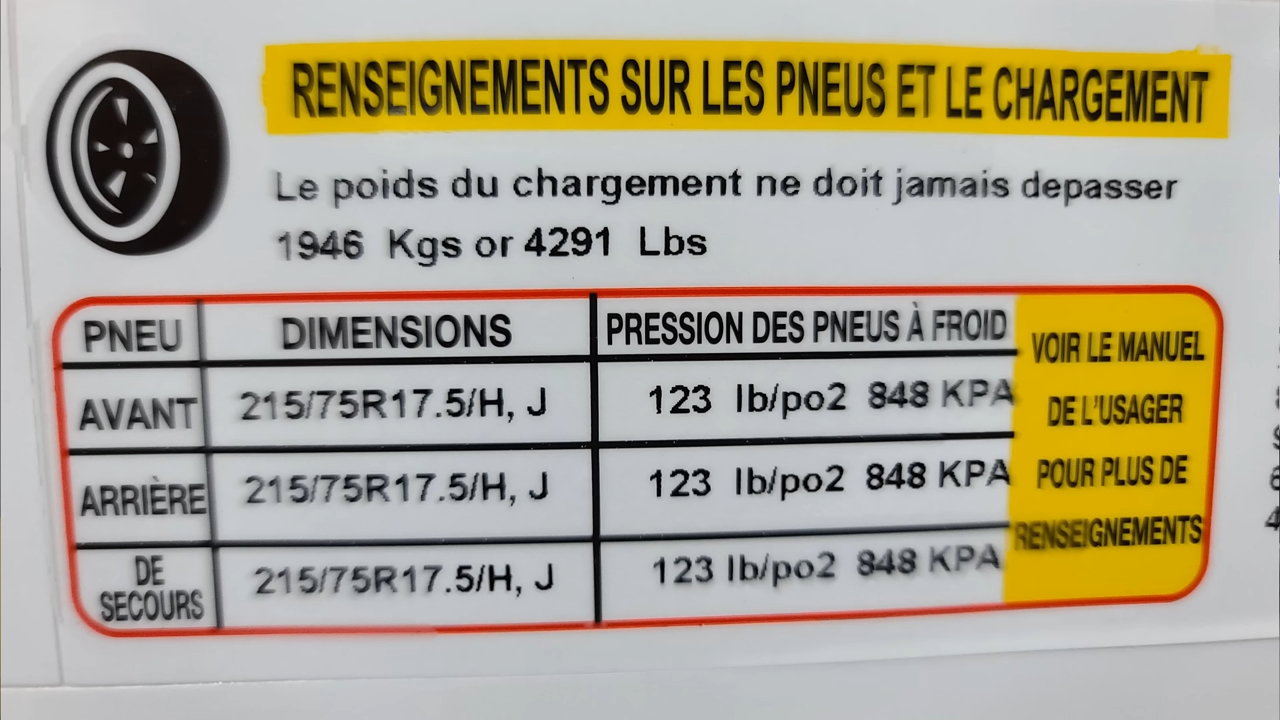 RENSEIGNEMENTS SUR LES PNEUS ET LE CHARGEMENT
Le poids du chargement ne doit jamais depasser
1946 Kgs or 4291 Lbs
PNEU DIMENSIONS PRESSION DES PNEUS À FROID
AVANT 215/75R17.5/H, J 123 lb/po2 848 KPA
ARRIÈRE 215/75R17.5/H, J 123 lb/po2 848 KPA
DE
SECOURS 215/75R17.5/H, J 123 lb/po2 848 KPA
VOIR LE MANUEL
DE L'USAGER
POUR PLUS DE
RENSEIGNEMENTS